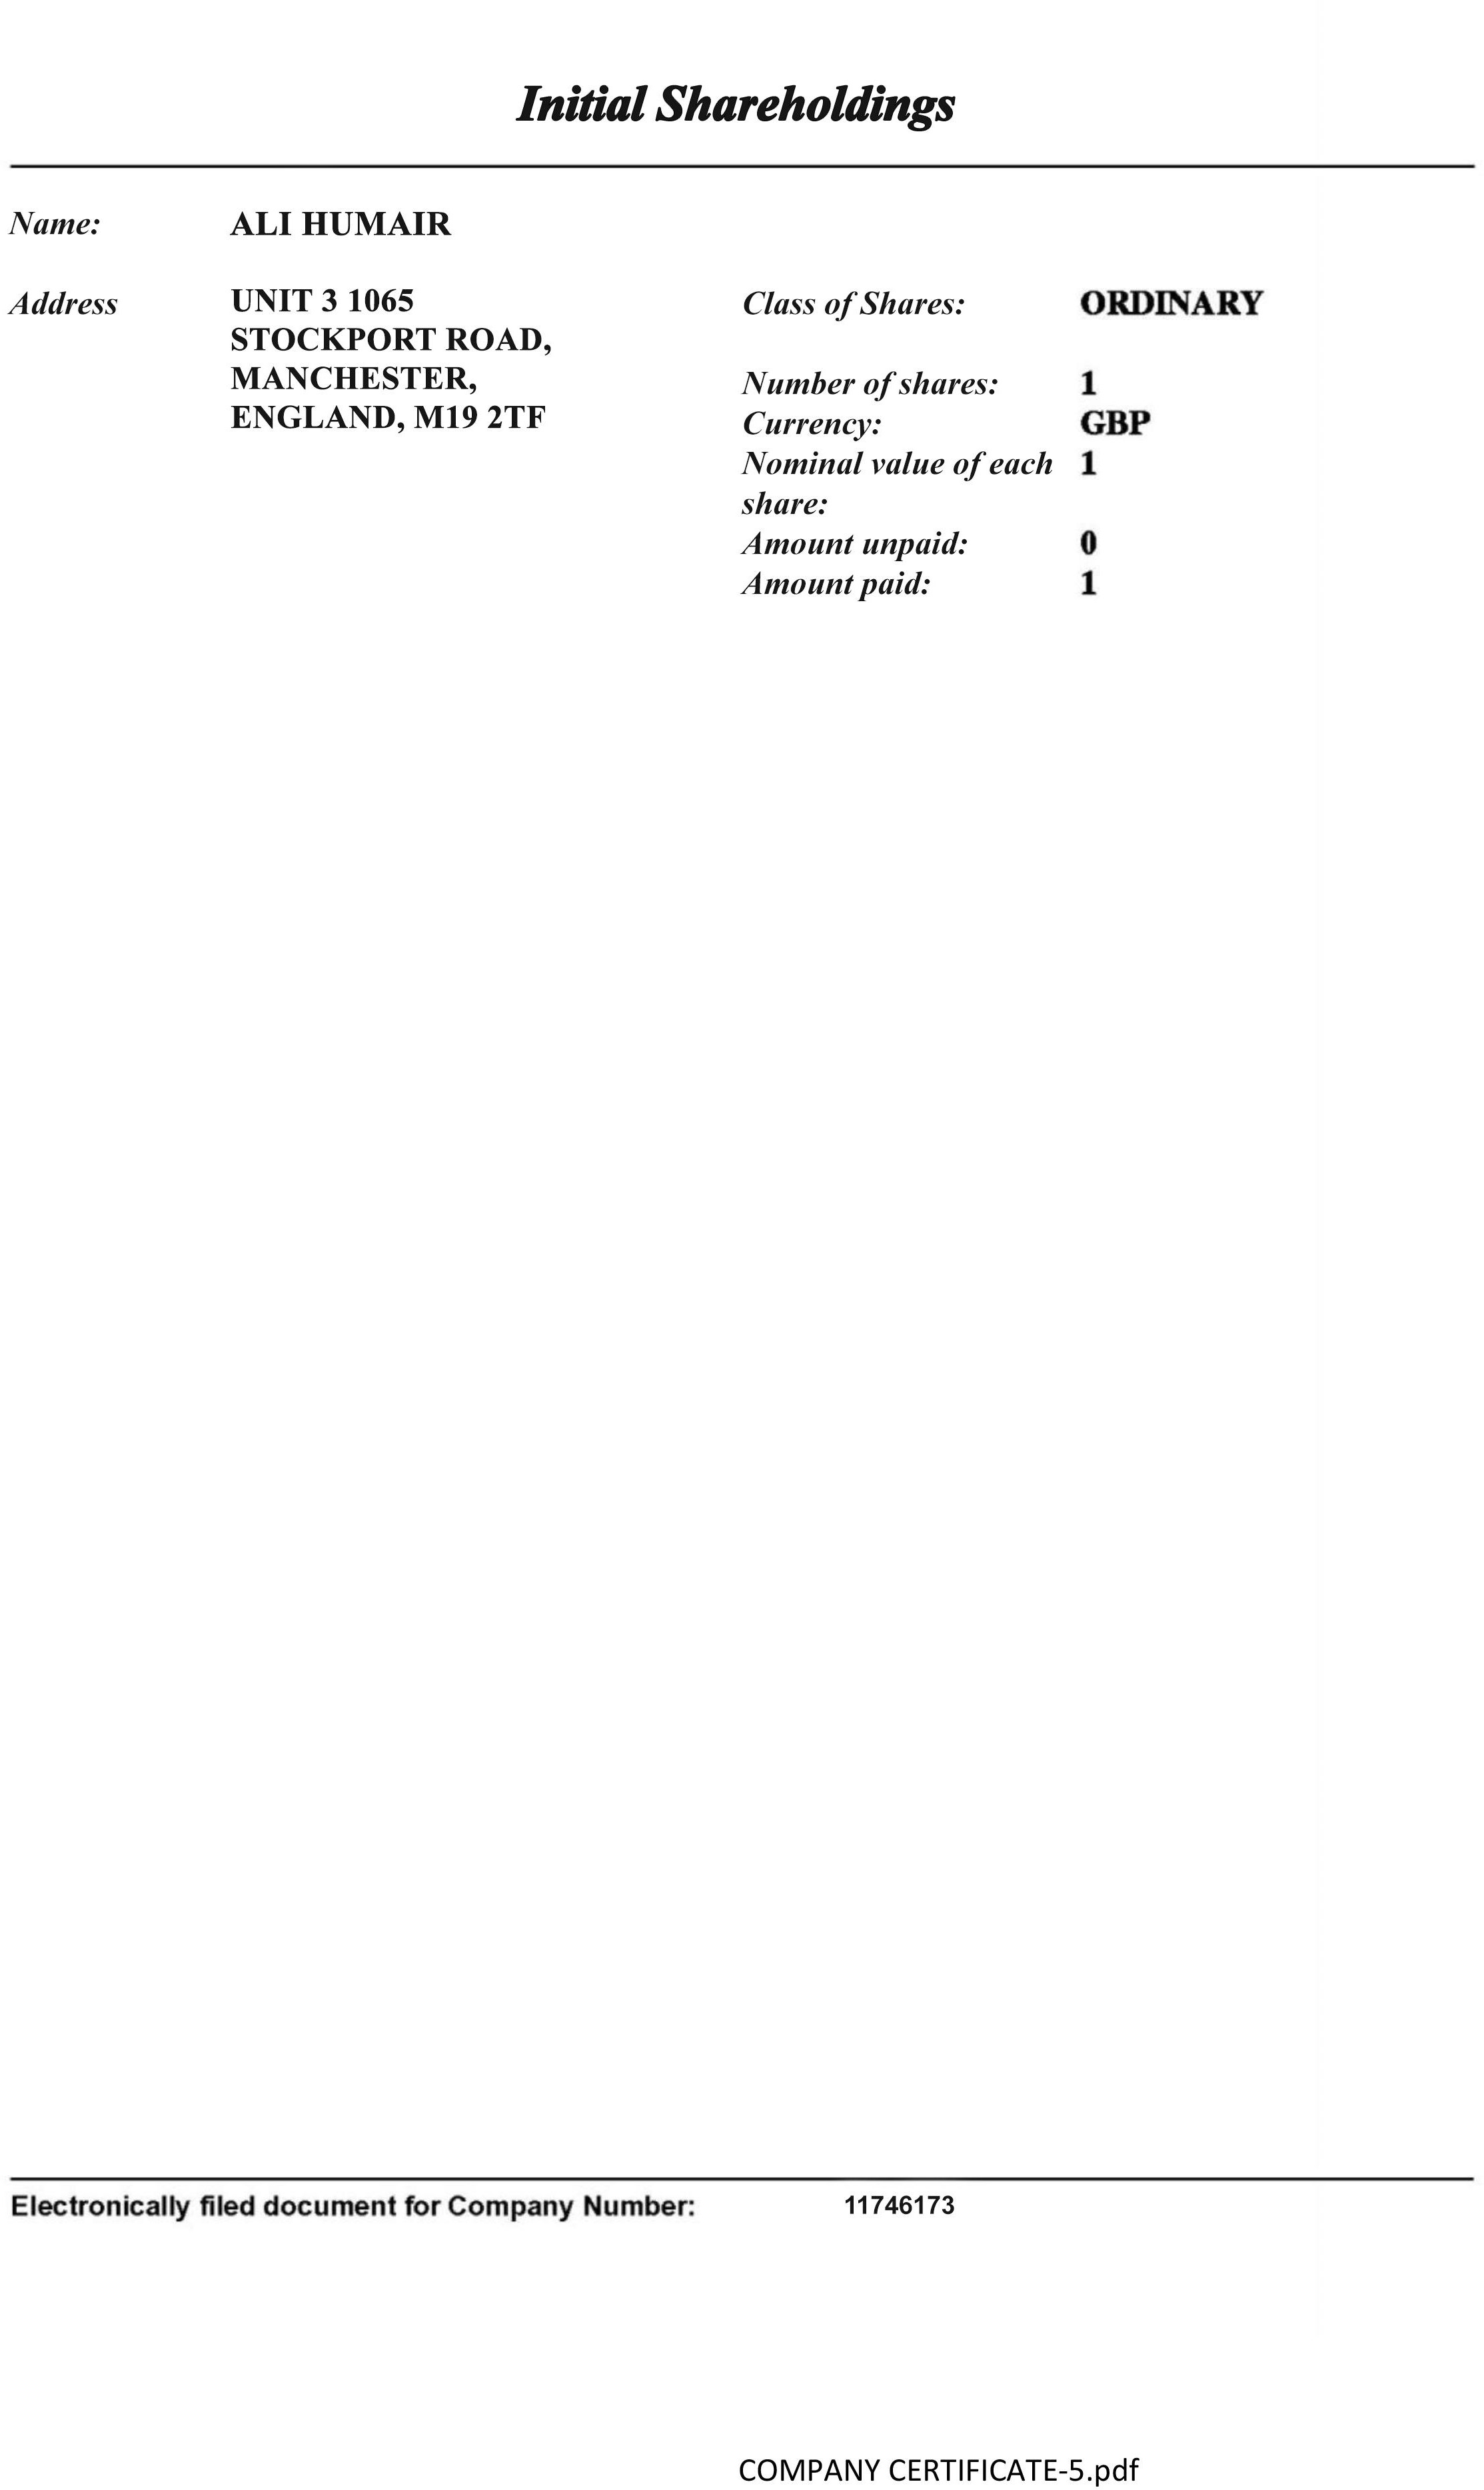 Initial Shareholdings
Name: ALI HUMAIR
Address UNIT 3 1065
STOCKPORT ROAD,
MANCHESTER,
ENGLAND, M19 2TF
Class of Shares: ORDINARY
Number of shares: 1
Currency: GBP
Nominal value of each 1
share:
Amount unpaid: 0
Amount paid: 1
Electronically filed document for Company Number: 11746173
COMPANY CERTIFICATE-5.pdf